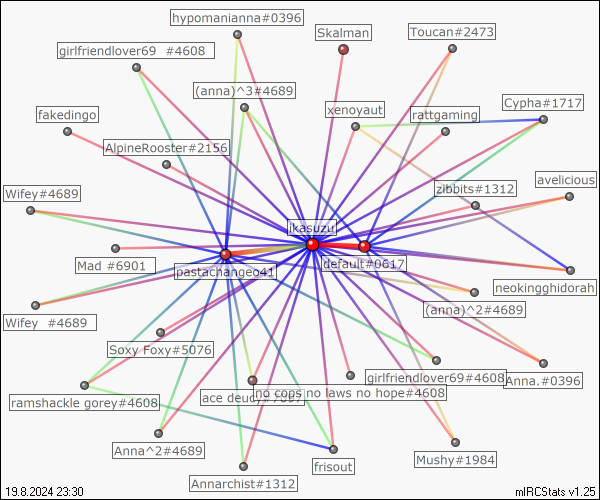 hypomanianna#0396
Skalman
Toucan#2473
girlfriendlover69 #4608
(anna)^3#4689
xenoyaut
rattgaming
Cypha#1717
fakedingo
AlpineRooster#2156
zibbits#1312
avelicious
Wifey#4689
ikasuzu
Mad #6901
pastachangeo41
default#0617
neokingghidorah
(anna)^2#4689
Wifey #4689
Soxy Foxy#5076
girlfriendlover69#4608
Anna.#0396
ace deucy
no cops no laws no hope#4608
ramshackle gorey#4608
Anna^2#4689
Mushy#1984
frisout
Annarchist#1312
19.8.2024 23:30
mIRCStats v1.25